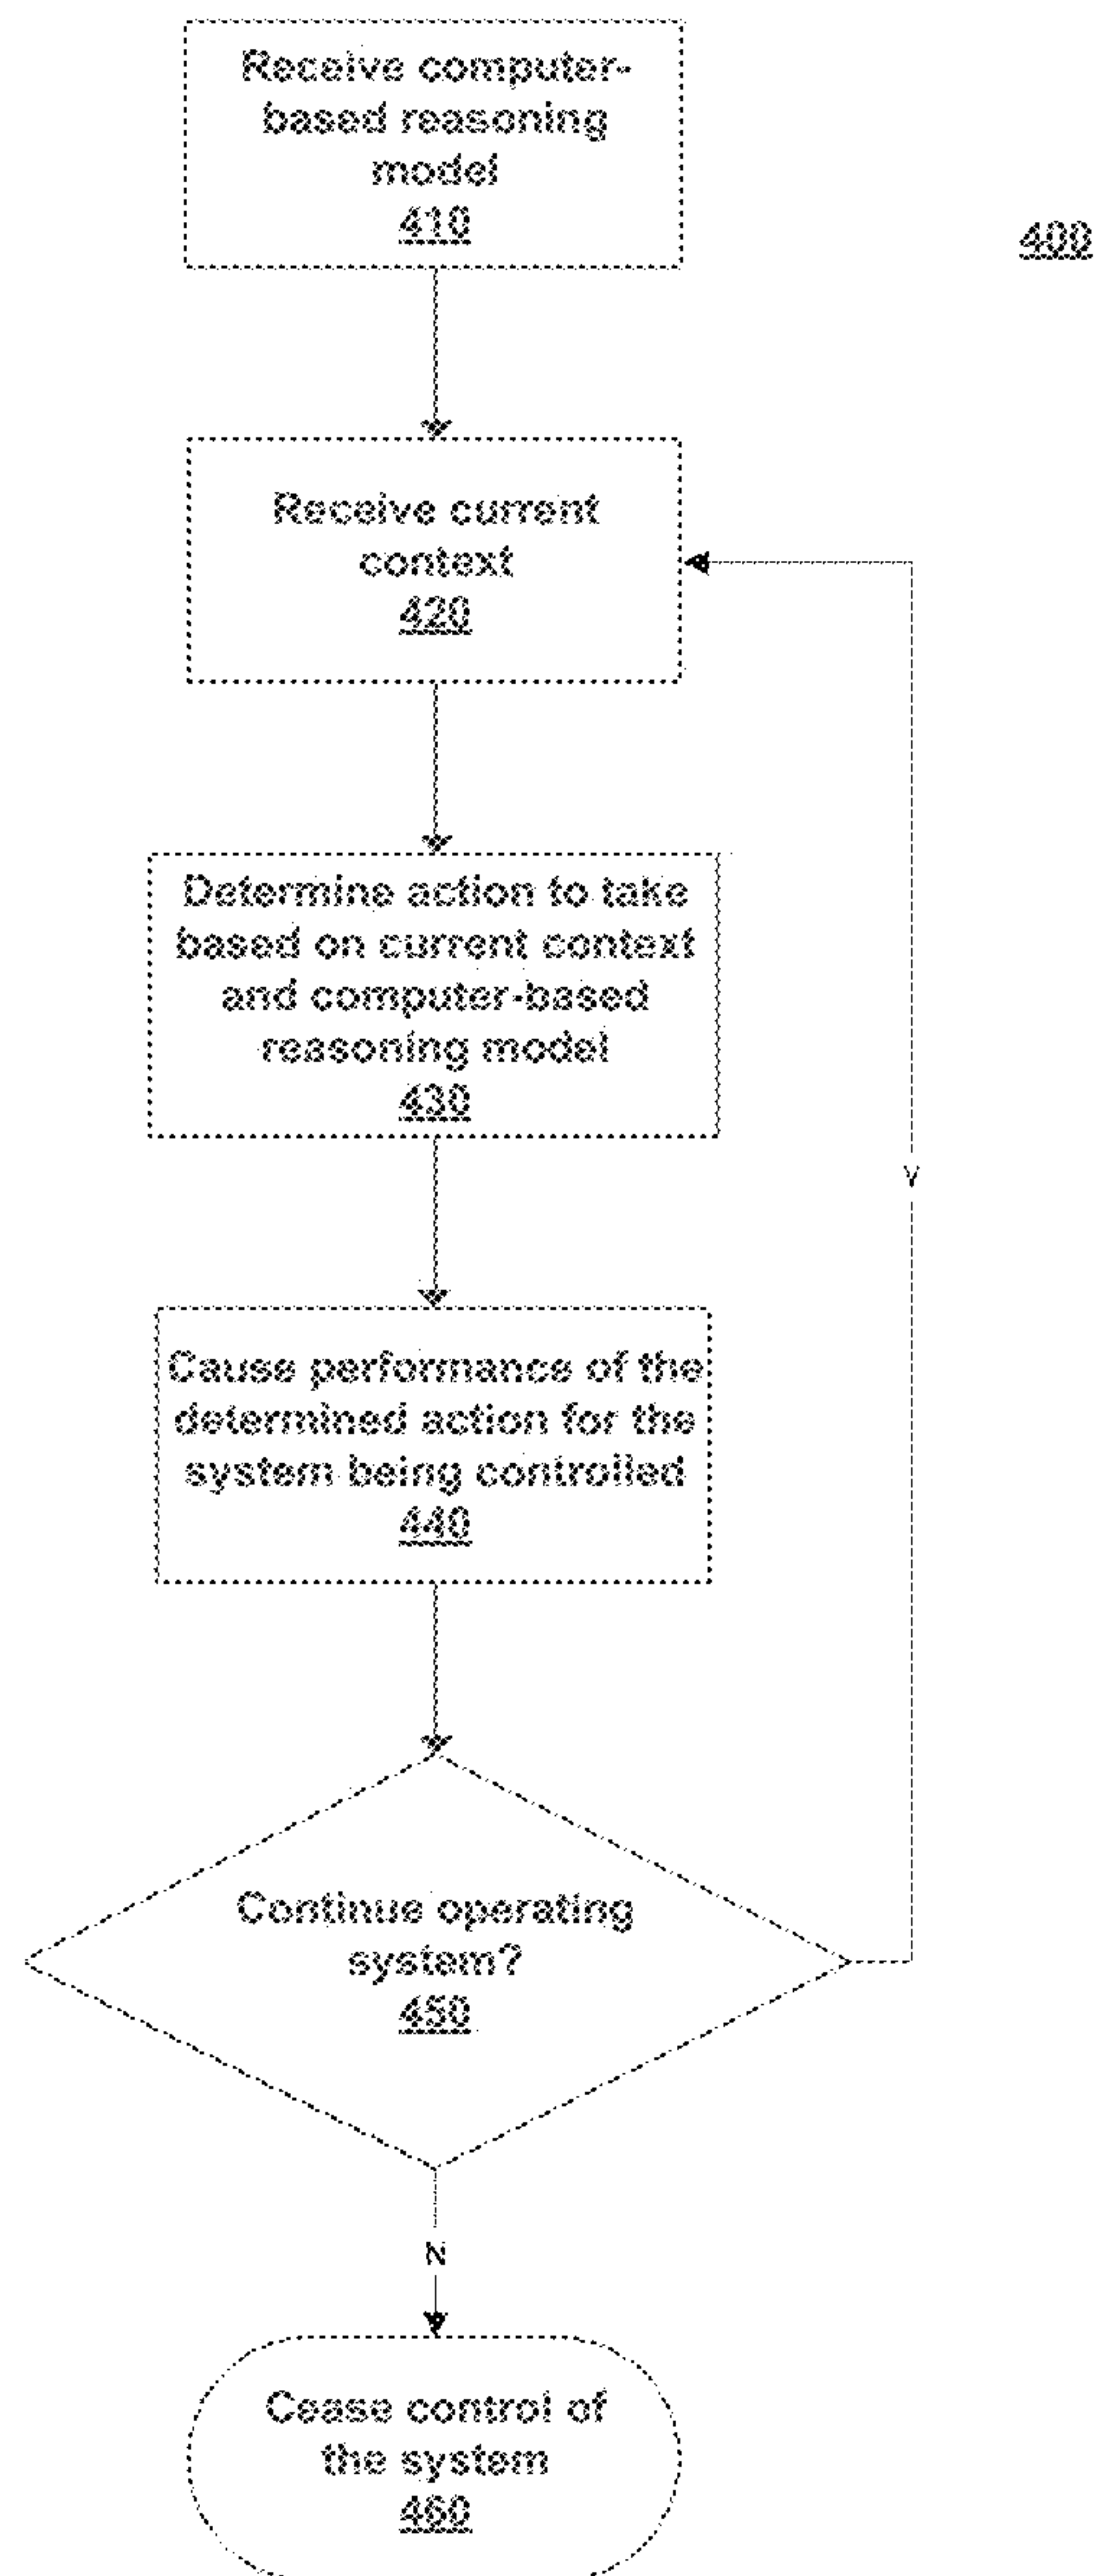 Receive computer-
based reasoning
model
410
400
Receive current
context
420
Determine action to take
based on current context
and computer-based
reasoning model
430
Y
Cause performance of the
determined action for the
system being controlled
440
Continue operating
system?
450
N
Cease control of
the system
460